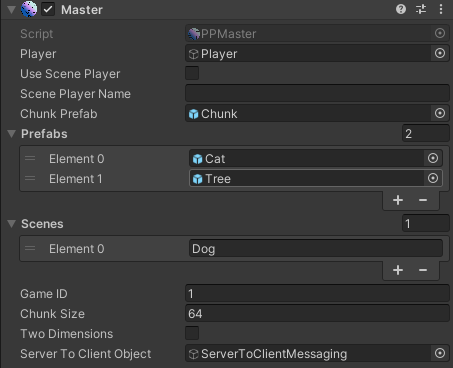 Master
Script PPMaster
Player Player
Use Scene Player
Scene Player Name
Chunk Prefab Chunk
Prefabs 2
Element 0 Cat
Element 1 Tree
+ −
Scenes 1
Element 0 Dog
+ −
Game ID 1
Chunk Size 64
Two Dimensions
Server To Client Object ServerToClientMessaging